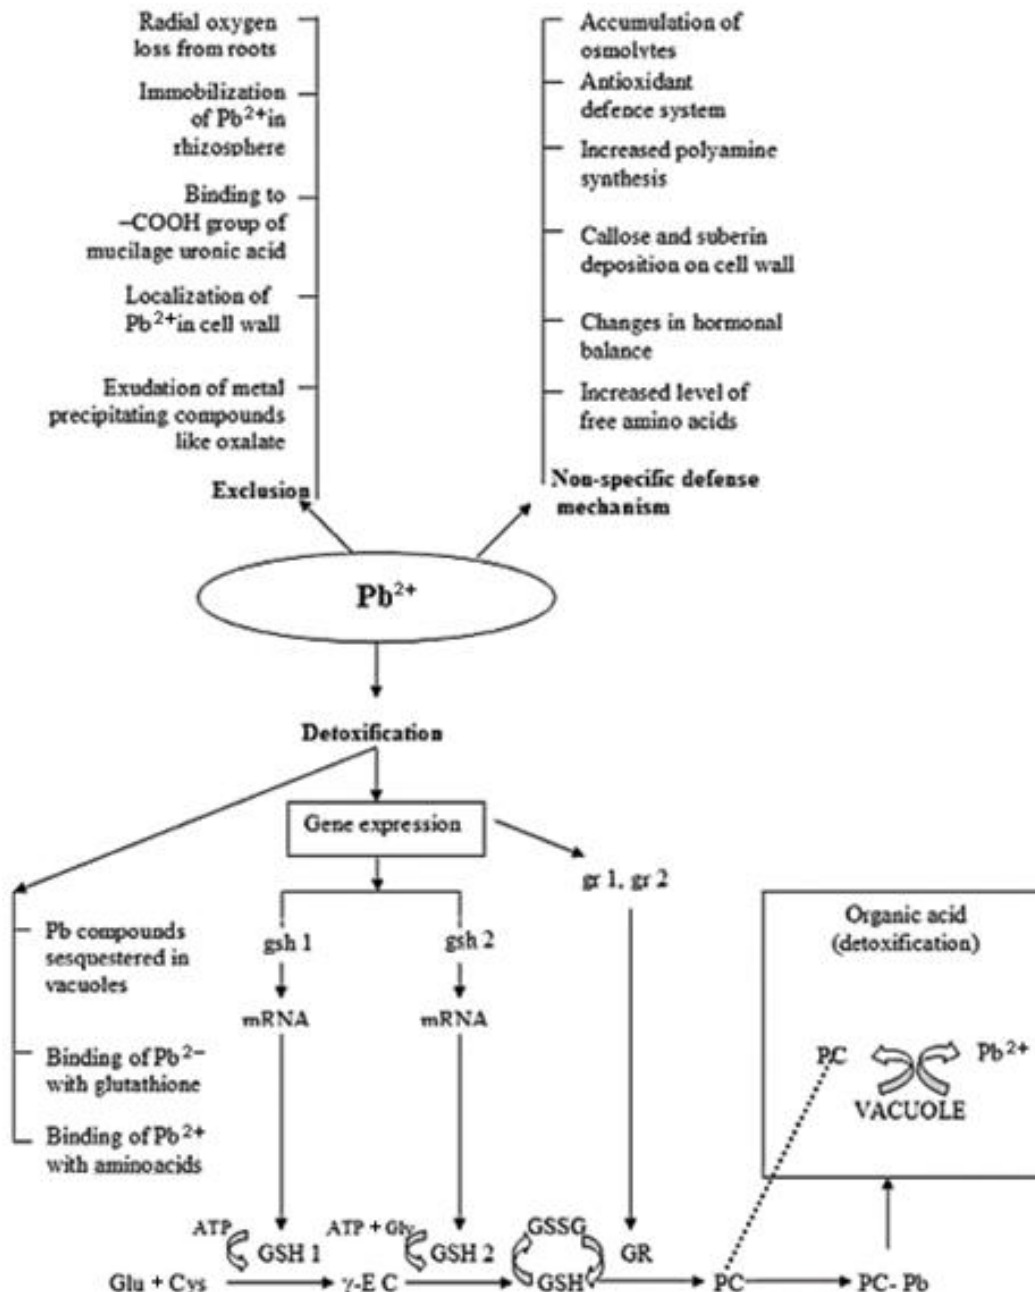 Radial oxygen
loss from roots
Immobilization
of Pb²⁺in
rhizosphere
Binding to
–COOH group of
mucilage uronic acid
Localization of
Pb²⁺in cell wall
Exudation of metal
precipitating compounds
like oxalate
Exclusion
Accumulation of
osmolytes
Antioxidant
defence system
Increased polyamine
synthesis
Callose and suberin
deposition on cell wall
Changes in hormonal
balance
Increased level of
free amino acids
Non-specific defense
mechanism
Pb²⁺
Detoxification
Gene expression
gr 1, gr 2
gsh 1
gsh 2
mRNA
mRNA
Pb compounds
sequestered in
vacuoles
Binding of Pb²⁻
with glutathione
Binding of Pb²⁺
with aminoacids
Organic acid
(detoxification)
PC
Pb²⁺
VACUOLE
ATP
GSH 1
ATP + Gly
GSH 2
GSSG
GR
Glu + Cys
γ-E C
GSH
PC
PC- Pb